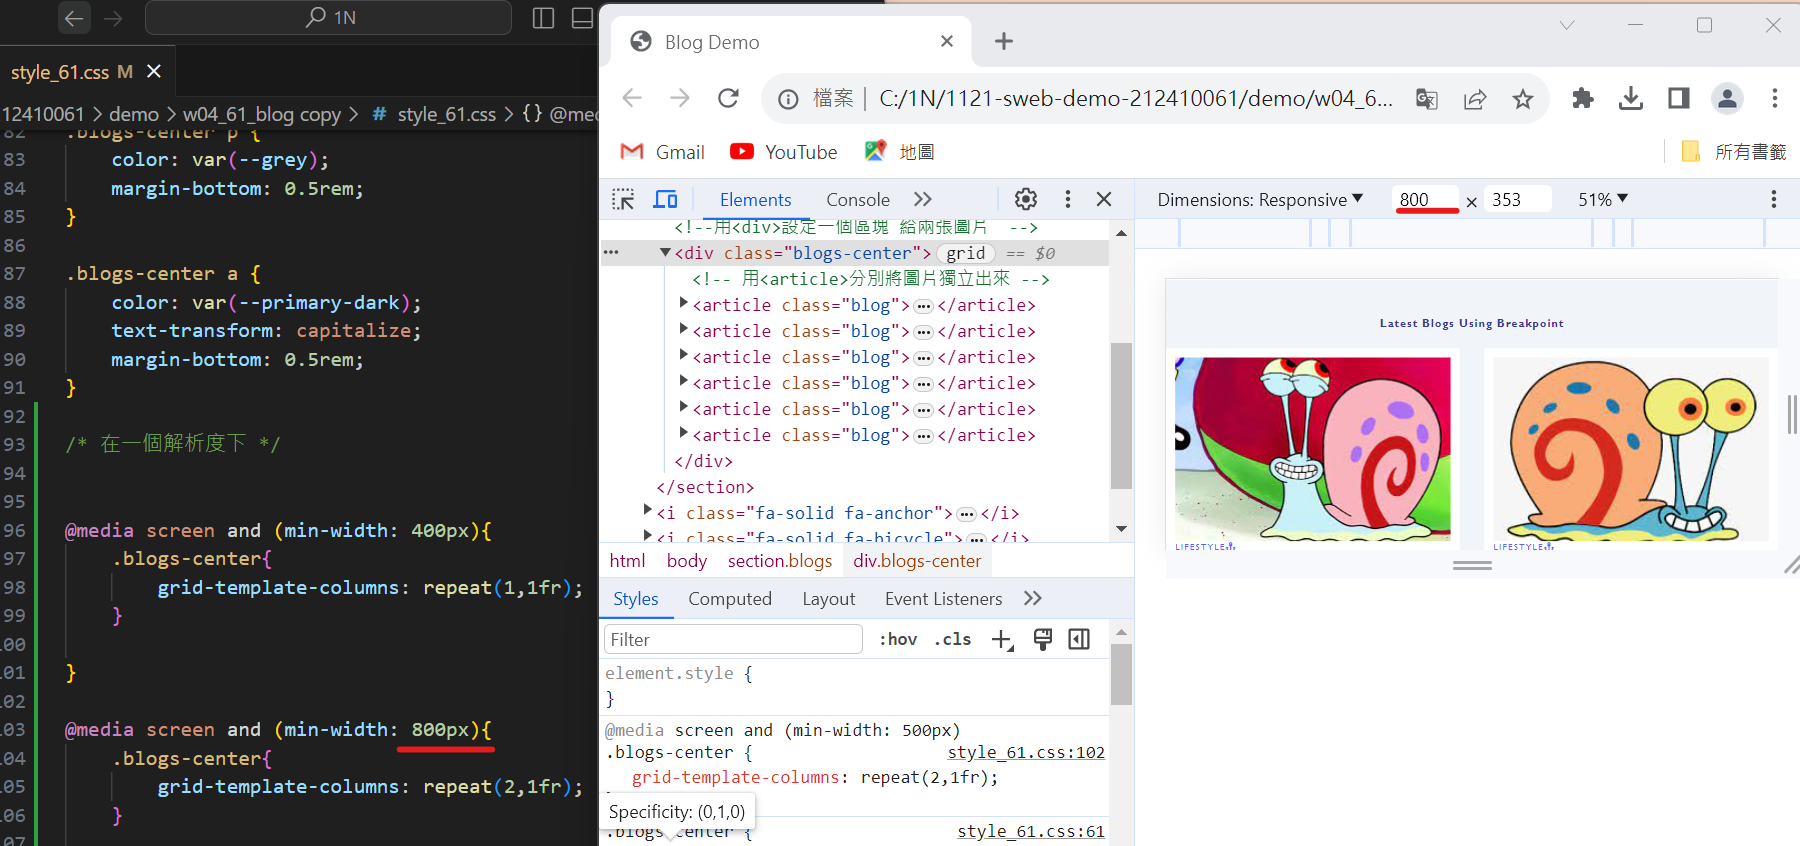 1N
style_61.css M
12410061 > demo > w04_61_blog copy > # style_61.css > {} @med
82 .blogs-center p {
83 color: var(--grey);
84 margin-bottom: 0.5rem;
85 }
86
87 .blogs-center a {
88 color: var(--primary-dark);
89 text-transform: capitalize;
90 margin-bottom: 0.5rem;
91 }
92
93 /* 在一個解析度下 */
94
95
96 @media screen and (min-width: 400px){
97 .blogs-center{
98 grid-template-columns: repeat(1,1fr);
99 }
.00
.01 }
.02
.03 @media screen and (min-width: 800px){
.04 .blogs-center{
.05 grid-template-columns: repeat(2,1fr);
.06 }
.07
Blog Demo
檔案 | C:/1N/1121-sweb-demo-212410061/demo/w04_6...
Gmail YouTube 地圖 所有書籤
Elements Console
<!--用<div>設定一個區塊 給兩張圖片 -->
<div class="blogs-center"> grid == $0
<!-- 用<article>分別將圖片獨立出來 -->
<article class="blog">…</article>
<article class="blog">…</article>
<article class="blog">…</article>
<article class="blog">…</article>
<article class="blog">…</article>
<article class="blog">…</article>
</div>
</section>
<i class="fa-solid fa-anchor">…</i>
<i class="fa-solid fa-bicycle">…</i>
html body section.blogs div.blogs-center
Styles Computed Layout Event Listeners
Filter :hov .cls
element.style {
}
@media screen and (min-width: 500px)
.blogs-center { style_61.css:102
grid-template-columns: repeat(2,1fr);
Specificity: (0,1,0)
.blogs-center { style_61.css:61
Dimensions: Responsive 800 × 353 51%
Latest Blogs Using Breakpoint
LIFESTYLE
LIFESTYLE